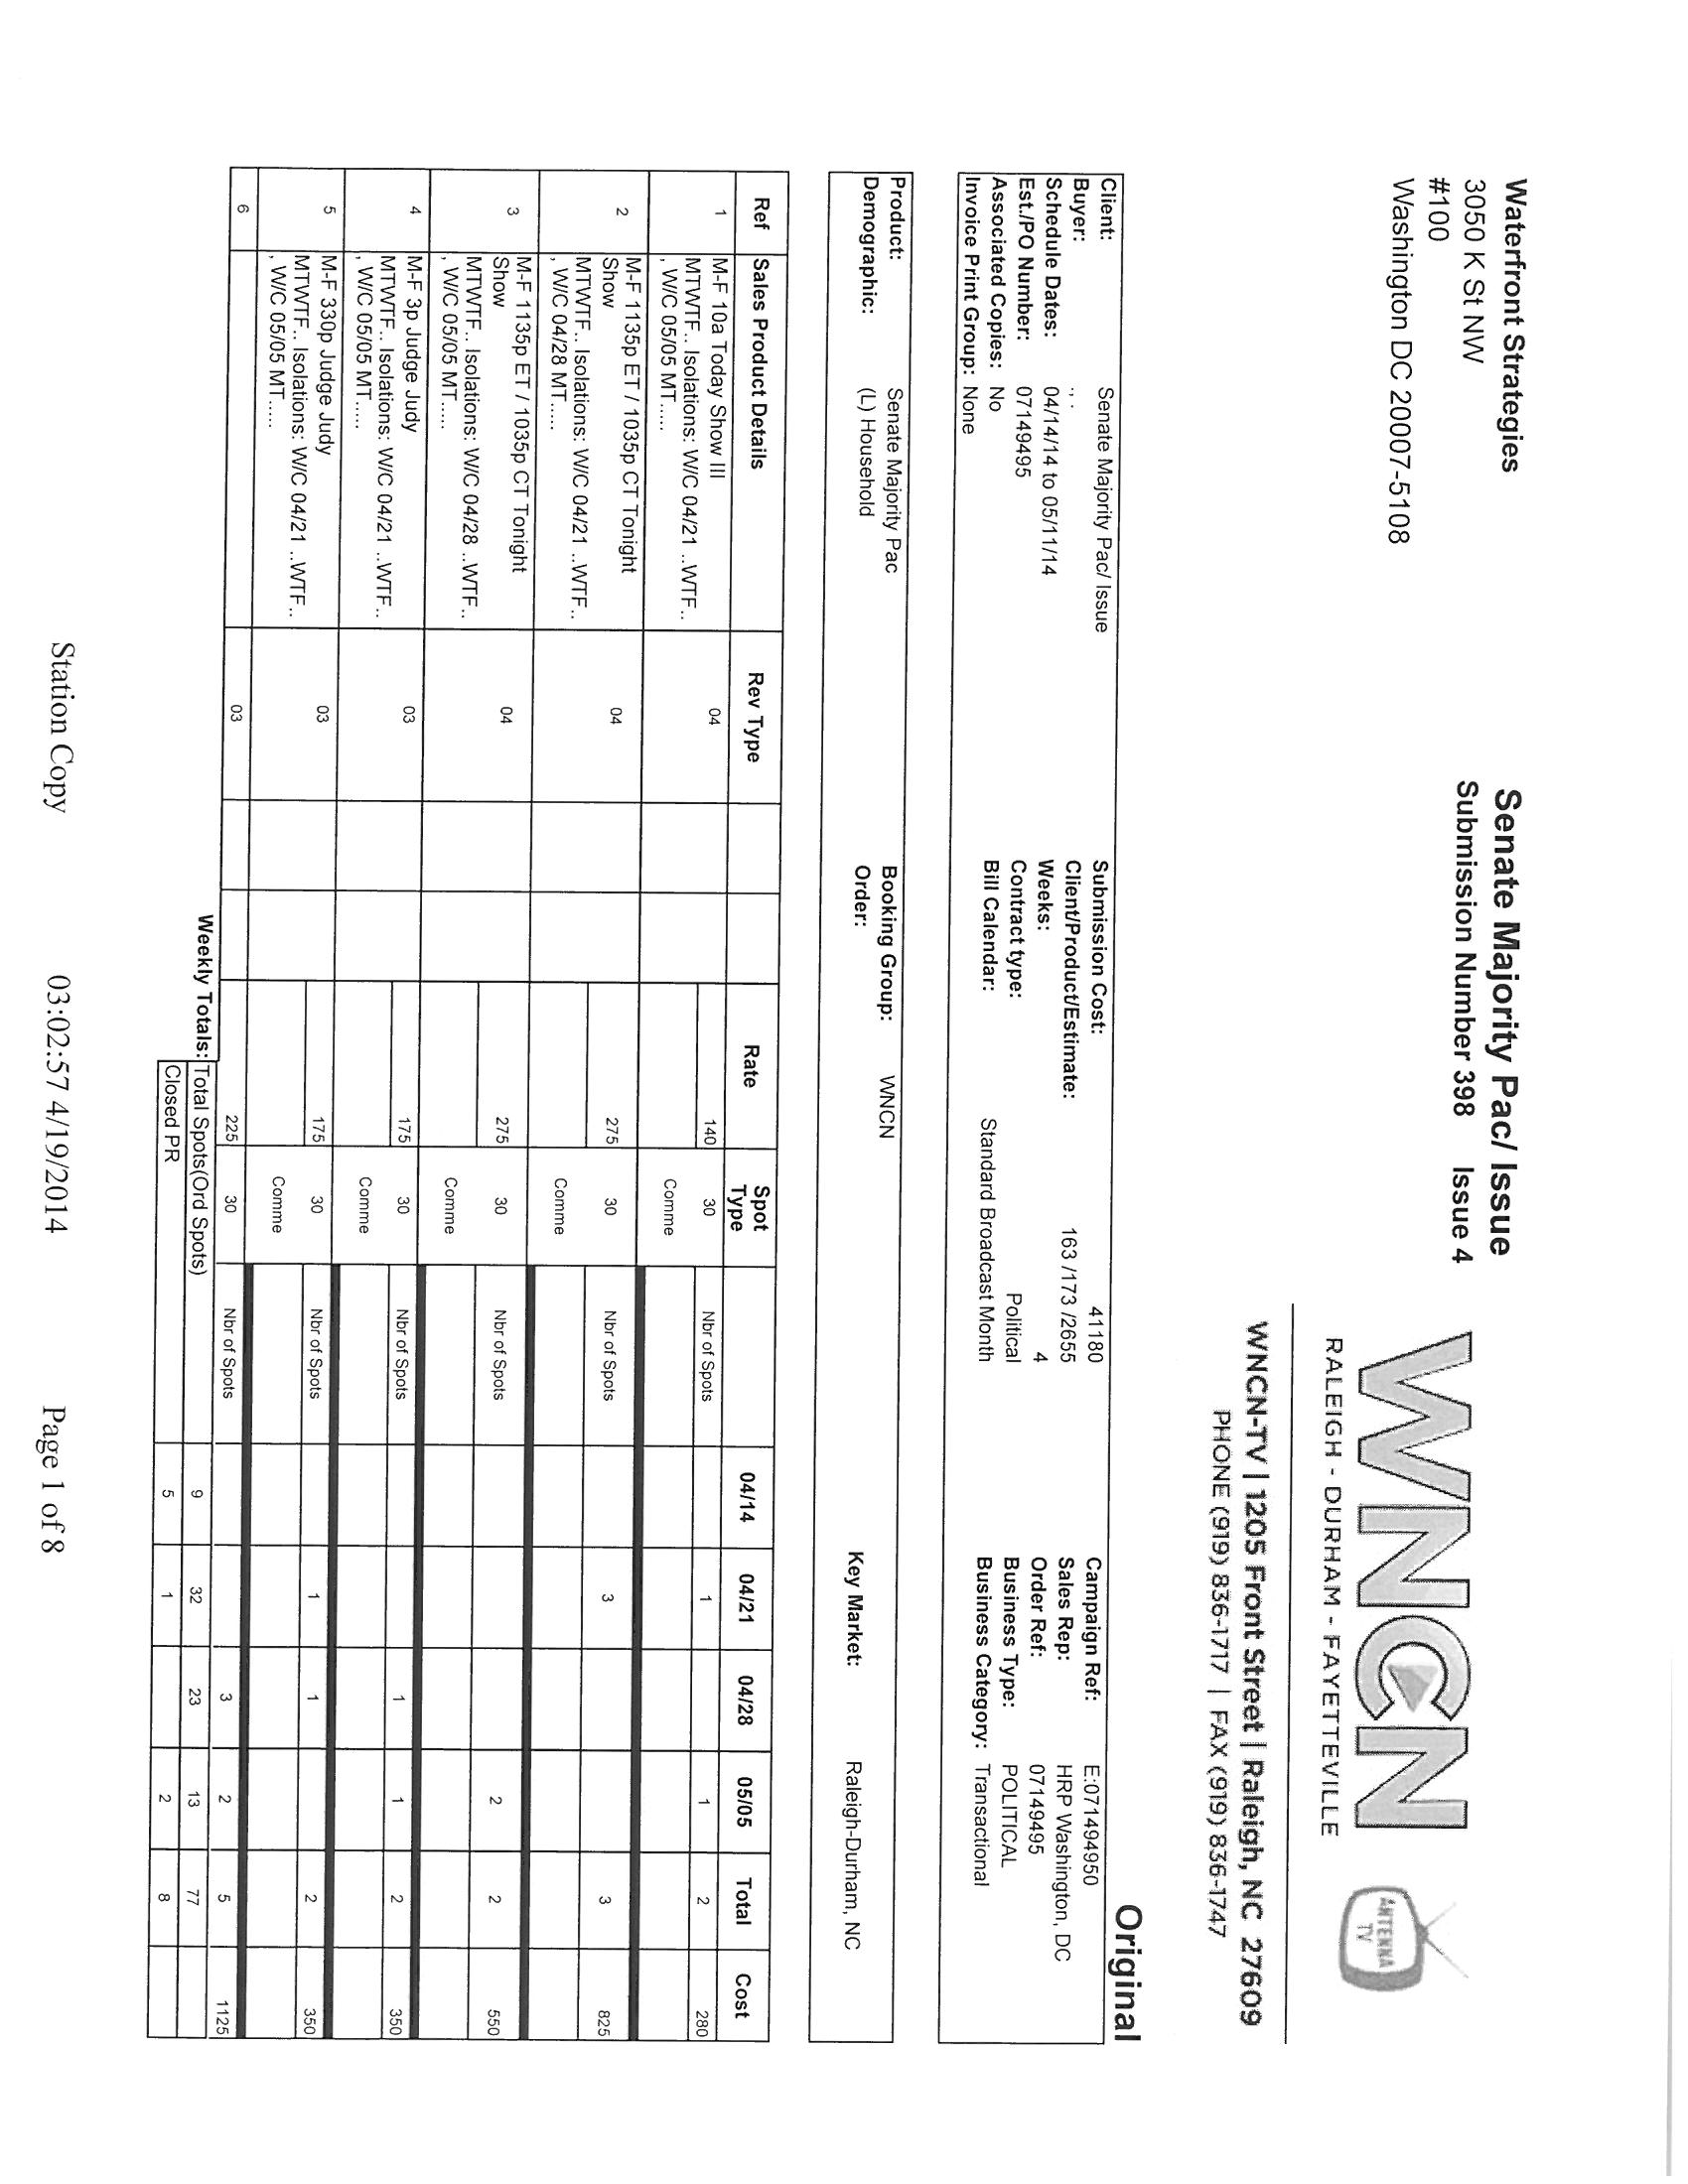 Waterfront Strategies
3050 K St NW
#100
Washington DC 20007-5108
Senate Majority Pac/ Issue
Submission Number 398 Issue 4
WNCN
RALEIGH - DURHAM - FAYETTEVILLE
ANTENNA
TV
WNCN-TV | 1205 Front Street | Raleigh, NC 27609
PHONE (919) 836-1717 | FAX (919) 836-1747
Original
Client: Senate Majority Pac/ Issue
Buyer: ., .
Schedule Dates: 04/14/14 to 05/11/14
Est./PO Number: 07149495
Associated Copies: No
Invoice Print Group: None
Submission Cost: 41180
Client/Product/Estimate: 163 /173 /2655
Weeks: 4
Contract type: Political
Bill Calendar: Standard Broadcast Month
Campaign Ref: E:071494950
Sales Rep: HRP Washington, DC
Order Ref: 07149495
Business Type: POLITICAL
Business Category: Transactional
Product: Senate Majority Pac
Demographic: (L) Household
Booking Group: WNCN
Order:
Key Market: Raleigh-Durham, NC
Ref Sales Product Details Rev Type Rate Spot Type 04/14 04/21 04/28 05/05 Total Cost
1 M-F 10a Today Show III 04 140 30 Nbr of Spots 1 1 2 280
MTWTF.. Isolations: W/C 04/21 ..WTF.. Comme
, W/C 05/05 MT.....
2 M-F 1135p ET / 1035p CT Tonight 04 275 30 Nbr of Spots 3 3 825
Show
MTWTF.. Isolations: W/C 04/21 ..WTF.. Comme
, W/C 04/28 MT.....
3 M-F 1135p ET / 1035p CT Tonight 04 275 30 Nbr of Spots 2 2 550
Show
MTWTF.. Isolations: W/C 04/28 ..WTF.. Comme
, W/C 05/05 MT.....
4 M-F 3p Judge Judy 03 175 30 Nbr of Spots 1 1 2 350
MTWTF.. Isolations: W/C 04/21 ..WTF.. Comme
, W/C 05/05 MT.....
5 M-F 330p Judge Judy 03 175 30 Nbr of Spots 1 1 2 350
MTWTF.. Isolations: W/C 04/21 ..WTF.. Comme
, W/C 05/05 MT.....
6 03 225 30 Nbr of Spots 3 2 5 1125
Weekly Totals: Total Spots(Ord Spots) 9 32 23 13 77
Closed PR 5 1 2 8
Station Copy 03:02:57 4/19/2014 Page 1 of 8